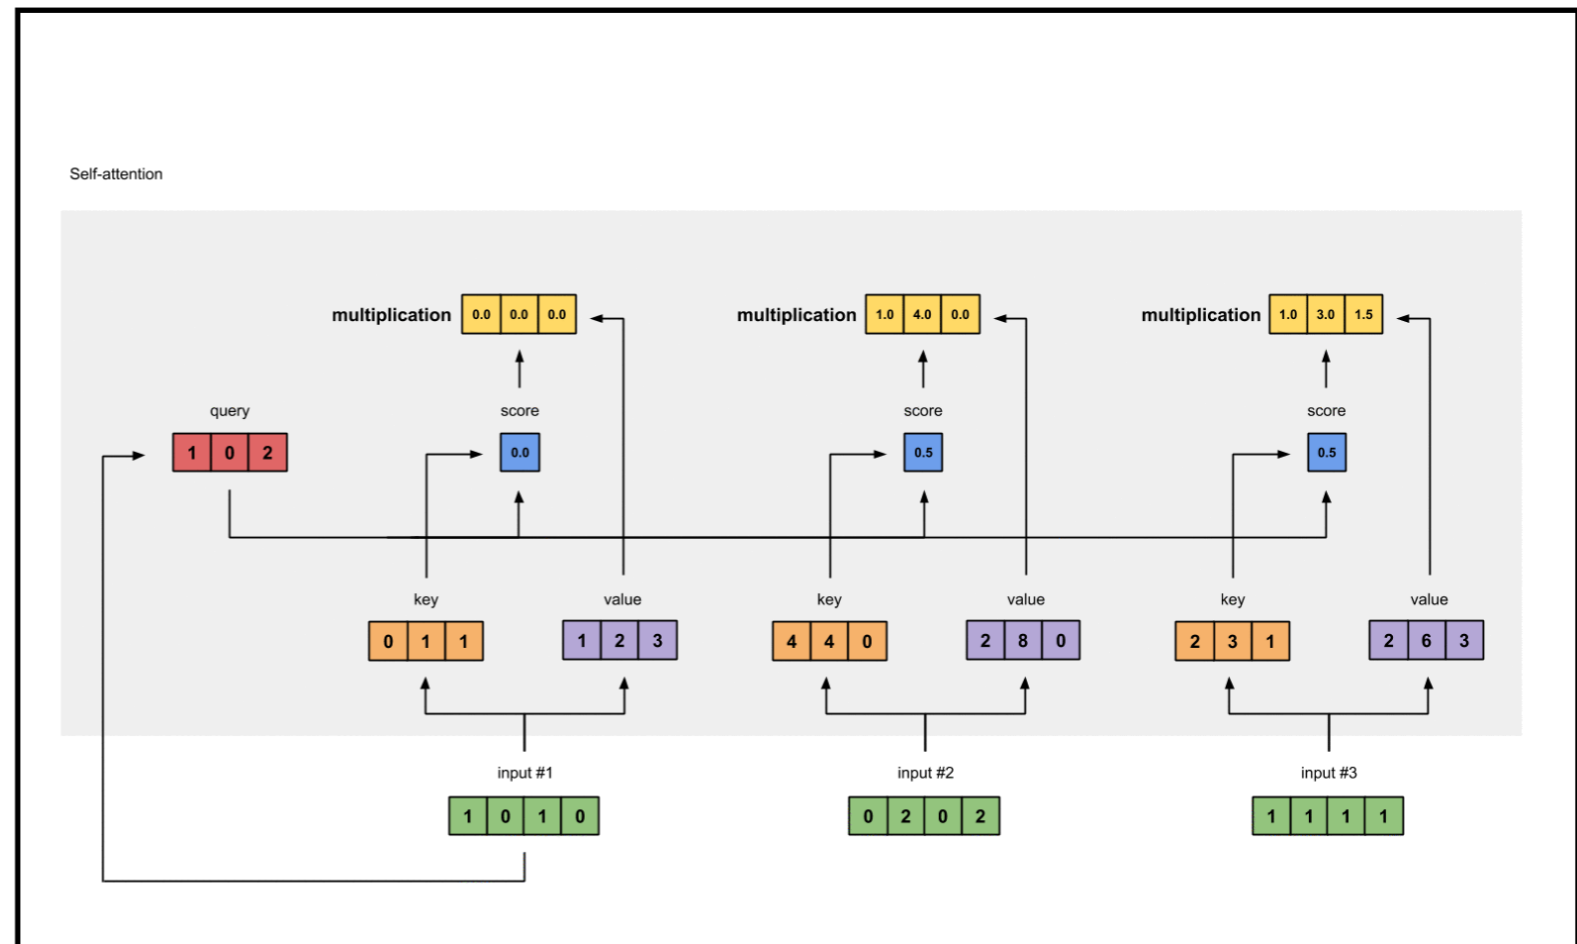 Self-attention
multiplication 0.0 0.0 0.0 multiplication 1.0 4.0 0.0 multiplication 1.0 3.0 1.5
query score score score
1 0 2 0.0 0.5 0.5
key value key value key value
0 1 1 1 2 3 4 4 0 2 8 0 2 3 1 2 6 3
input #1 input #2 input #3
1 0 1 0 0 2 0 2 1 1 1 1